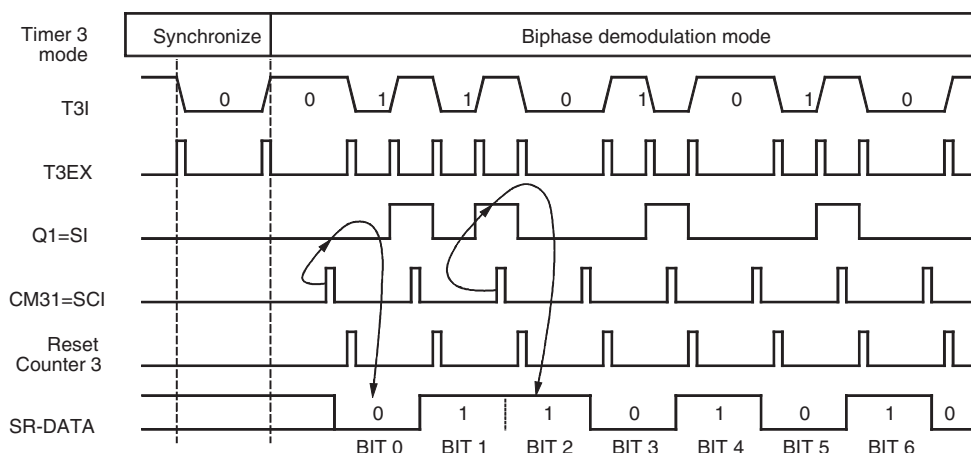 Timer 3
mode
Synchronize
Biphase demodulation mode
T3I
0 0 1 1 0 1 0 1 0
T3EX
Q1=SI
CM31=SCI
Reset
Counter 3
SR-DATA
0 1 1 0 1 0 1 0
BIT 0 BIT 1 BIT 2 BIT 3 BIT 4 BIT 5 BIT 6